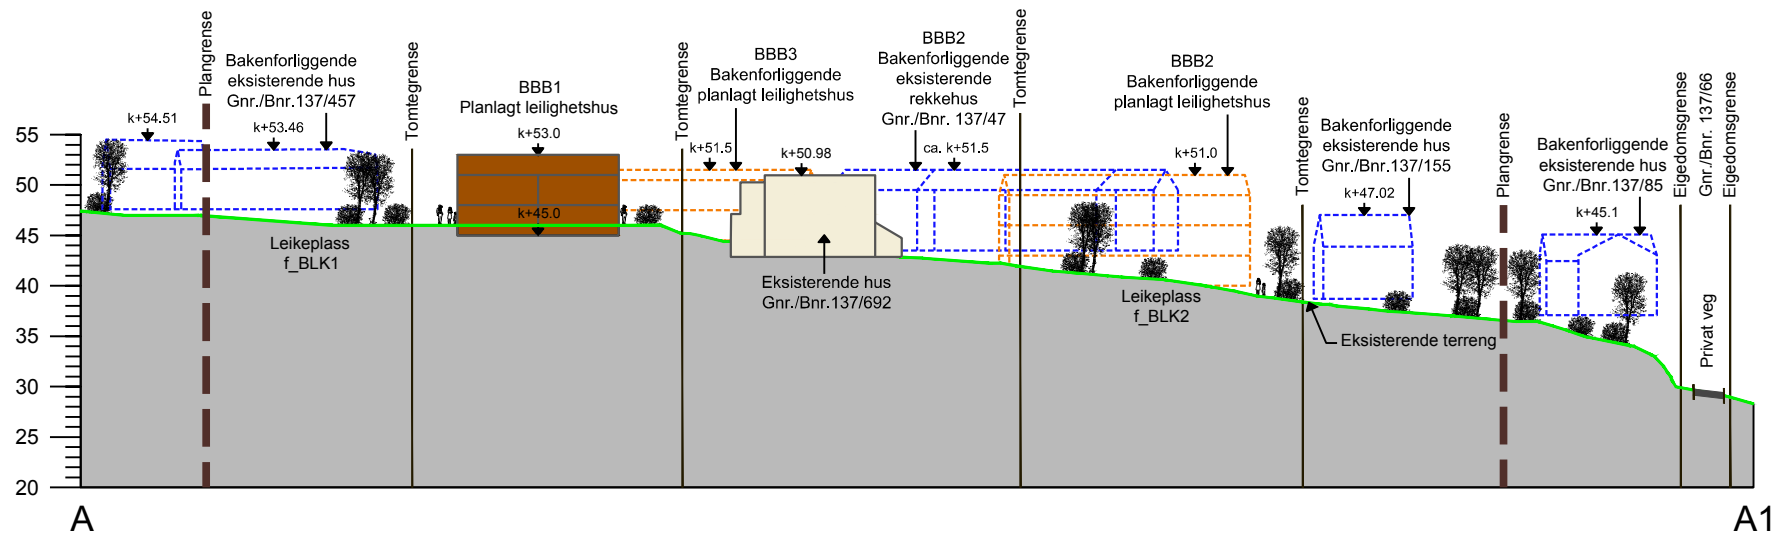 Plangrense
Bakenforliggende
eksisterende hus
Gnr./Bnr.137/457
k+54.51
k+53.46
Tomtegrense
BBB1
Planlagt leilighetshus
k+53.0
k+45.0
Tomtegrense
BBB3
Bakenforliggende
planlagt leilighetshus
k+51.5
k+50.98
BBB2
Bakenforliggende
eksisterende
rekkehus
Gnr./Bnr. 137/47
ca. k+51.5
Tomtegrense
BBB2
Bakenforliggende
planlagt leilighetshus
k+51.0
Tomtegrense
Bakenforliggende
eksisterende hus
Gnr./Bnr.137/155
k+47.02
Plangrense
Bakenforliggende
eksisterende hus
Gnr./Bnr.137/85
k+45.1
Eigedomsgrense
Gnr./Bnr. 137/66
Eigedomsgrense
Privat veg
Leikeplass
f_BLK1
Eksisterende hus
Gnr./Bnr.137/692
Leikeplass
f_BLK2
Eksisterende terreng
55
50
45
40
35
30
25
20
A
A1